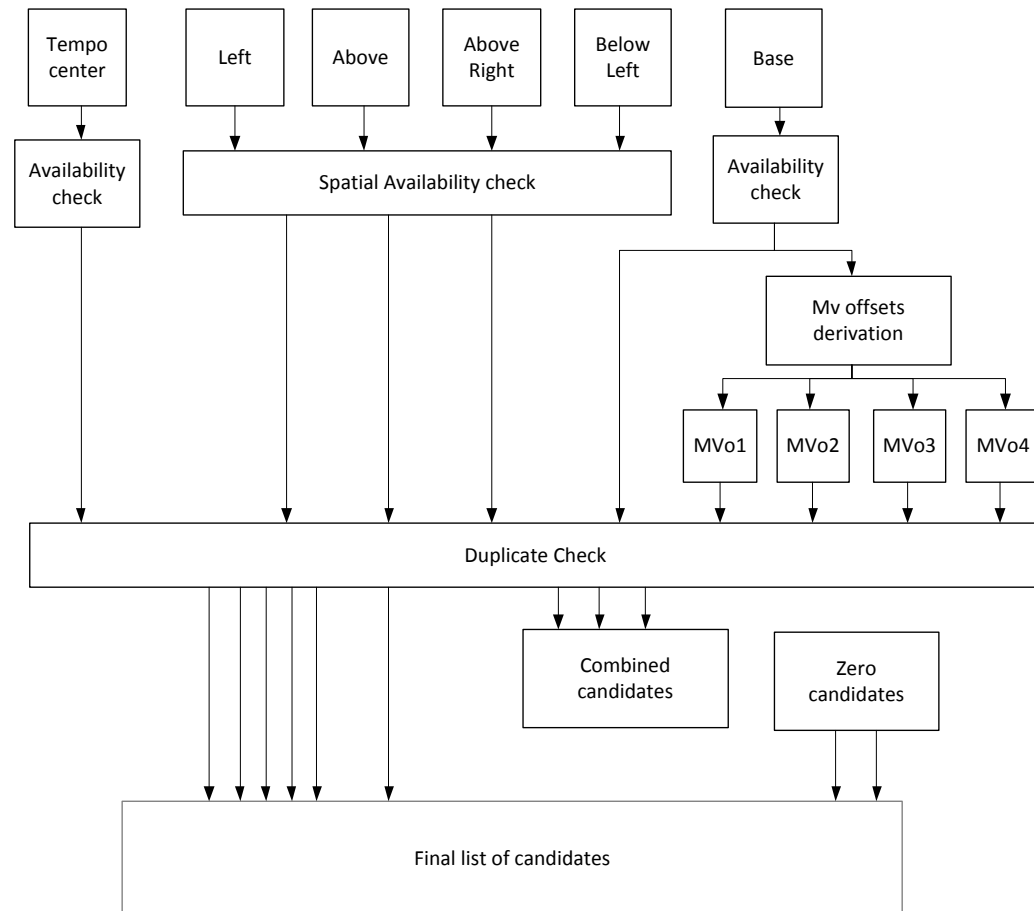 Tempo
center
Left
Above
Above
Right
Below
Left
Base
Availability
check
Spatial Availability check
Availability
check
Mv offsets
derivation
MVo1
MVo2
MVo3
MVo4
Duplicate Check
Combined
candidates
Zero
candidates
Final list of candidates